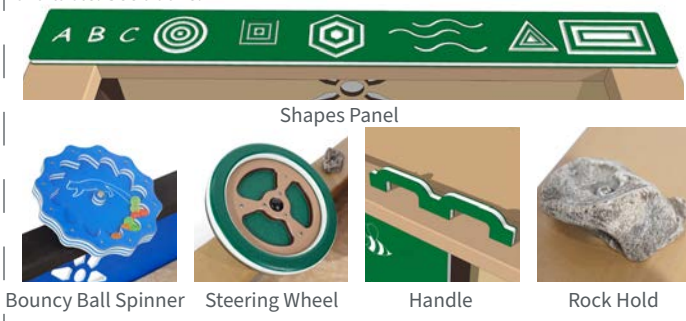 A B C
Shapes Panel
Bouncy Ball Spinner
Steering Wheel
Handle
Rock Hold